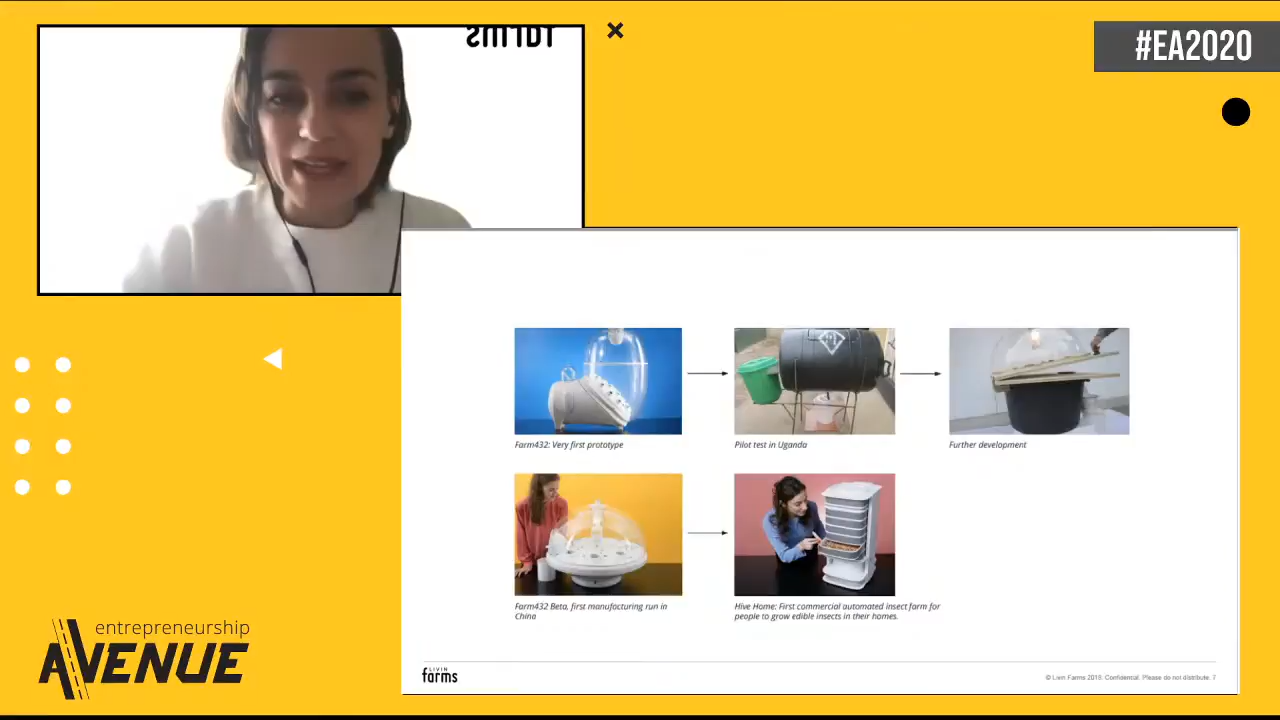 farms
#EA2020
Farm432: Very first prototype
Pilot test in Uganda
Further development
Farm432 Beta, first manufacturing run in
China
Hive Home: First commercial automated insect farm for
people to grow edible insects in their homes.
entrepreneurship
AVENUE
LIVIN
farms
© Livin Farms 2019. Confidential. Please do not distribute. 7